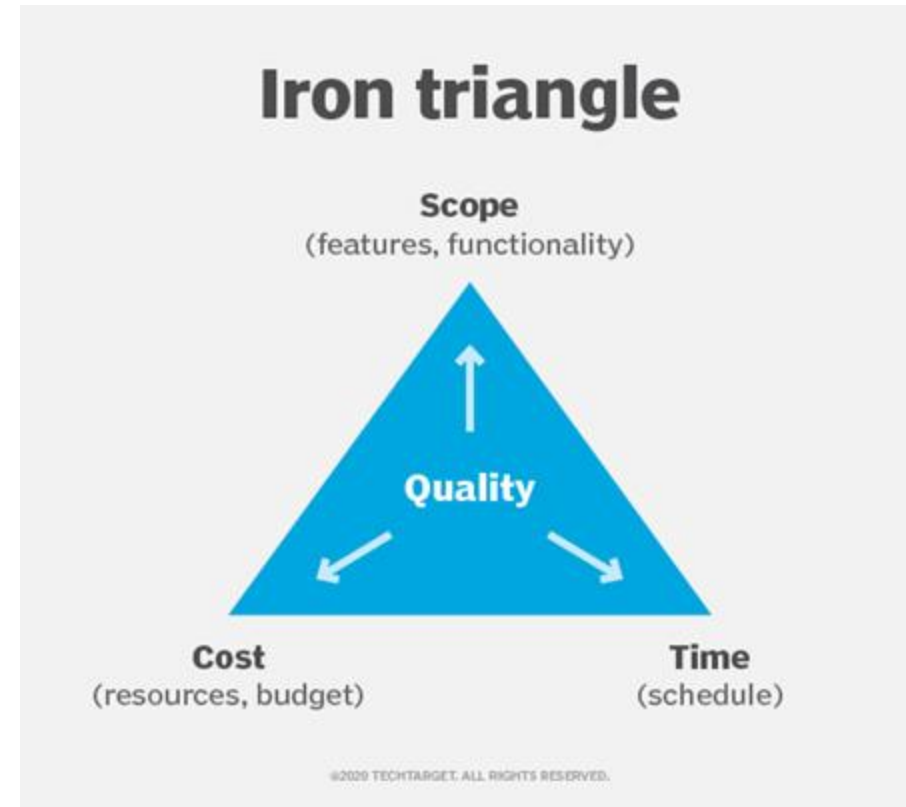 Iron triangle
Scope
(features, functionality)
Quality
Cost
(resources, budget)
Time
(schedule)
©2020 TECHTARGET. ALL RIGHTS RESERVED.